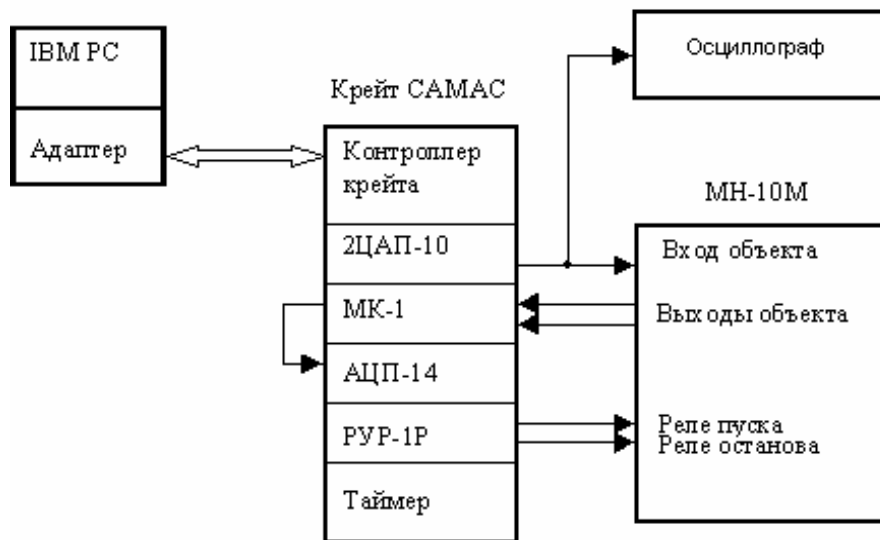 IBM PC
Адаптер
Крейт САМАС
Контроллер
крейта
2ЦАП-10
МК-1
АЦП-14
РУР-1Р
Таймер
Осциллограф
МН-10М
Вход объекта
Выходы объекта
Реле пуска
Реле останова